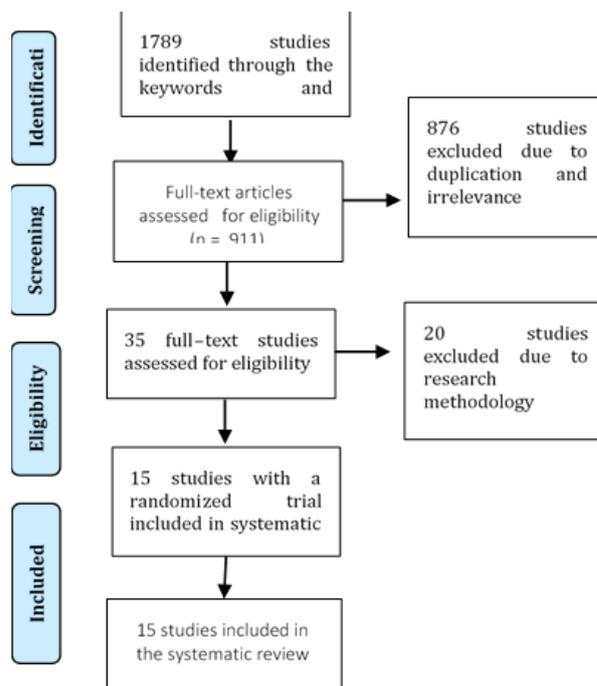 Identificati
1789 studies
identified through the
keywords and
876 studies
excluded due to
duplication and
irrelevance
Screening
Full-text articles
assessed for eligibility
(n = 911)
35 full-text studies
assessed for eligibility
20 studies
excluded due to
research
methodology
Eligibility
15 studies with a
randomized trial
included in systematic
Included
15 studies included in
the systematic review